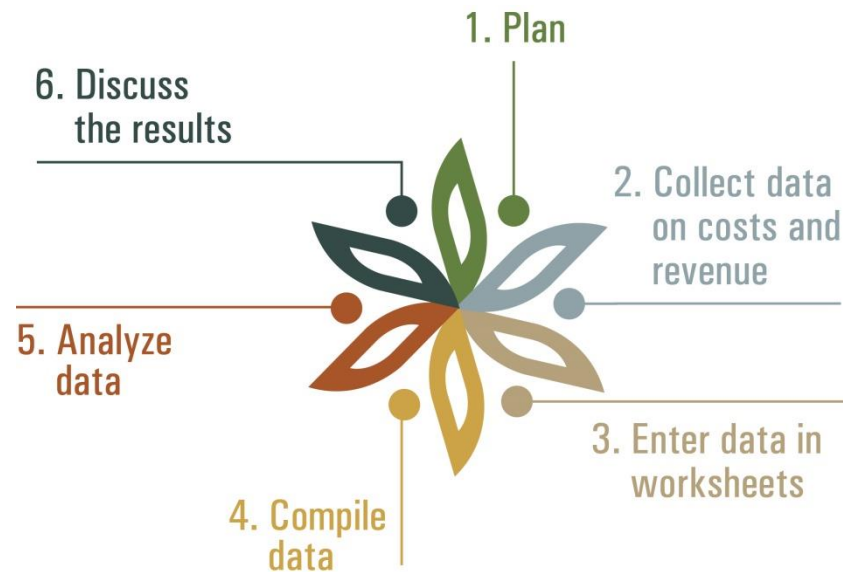 1. Plan
2. Collect data
on costs and
revenue
3. Enter data in
worksheets
4. Compile
data
5. Analyze
data
6. Discuss
the results